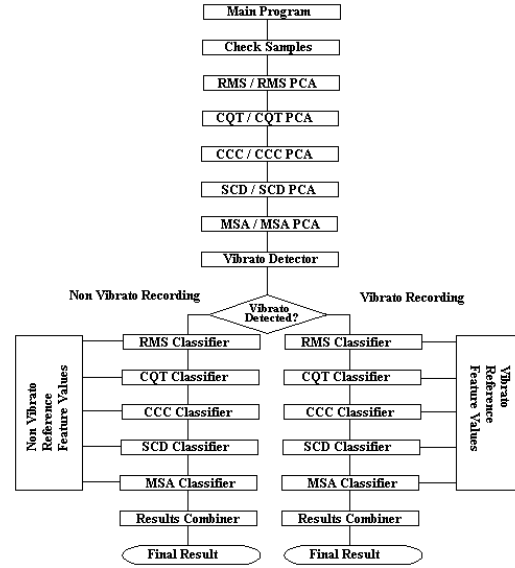 Main Program
Check Samples
RMS / RMS PCA
CQT / CQT PCA
CCC / CCC PCA
SCD / SCD PCA
MSA / MSA PCA
Vibrato Detector
Non Vibrato Recording
Vibrato
Detected?
Vibrato Recording
Non Vibrato
Reference
Feature Values
RMS Classifier
CQT Classifier
CCC Classifier
SCD Classifier
MSA Classifier
Results Combiner
Final Result
RMS Classifier
CQT Classifier
CCC Classifier
SCD Classifier
MSA Classifier
Results Combiner
Final Result
Vibrato
Reference
Feature Values